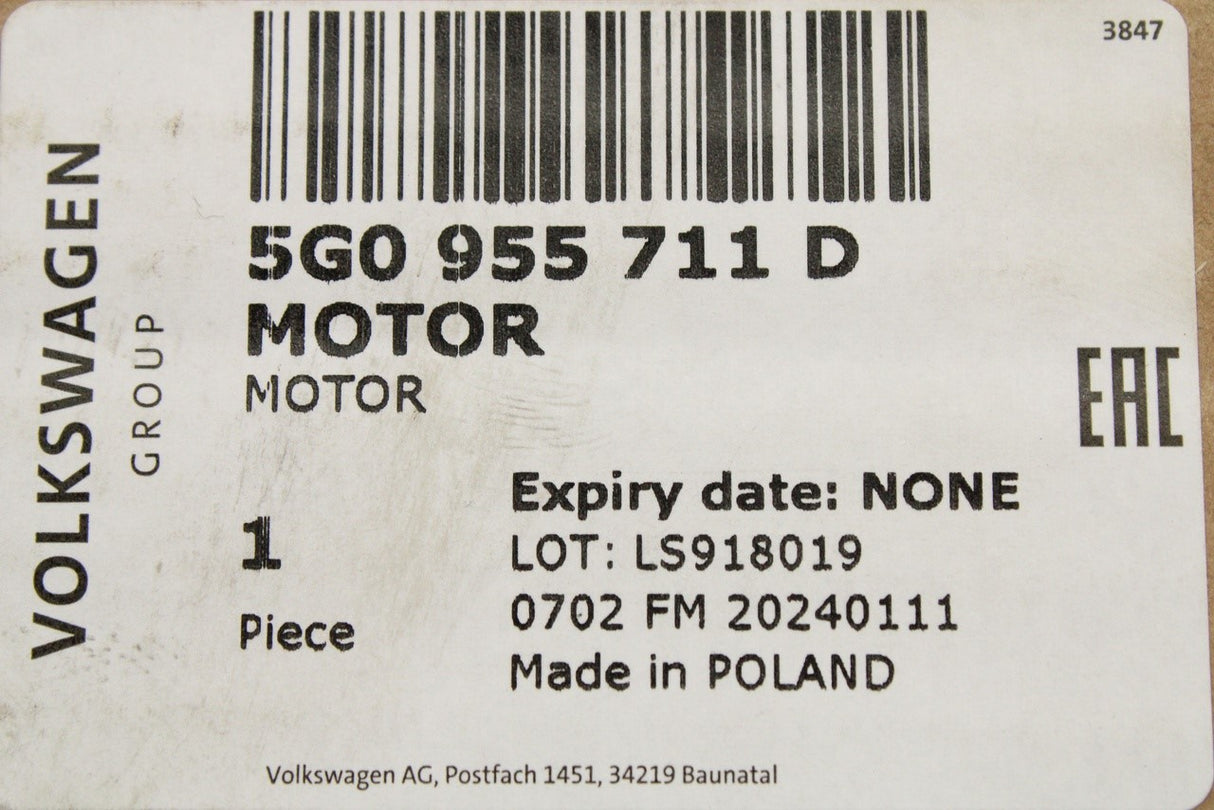 3847
VOLKSWAGEN
GROUP
5G0 955 711 D
MOTOR
MOTOR
EAC
Expiry date: NONE
1
LOT: LS918019
0702 FM 20240111
Piece
Made in POLAND
Volkswagen AG, Postfach 1451, 34219 Baunatal